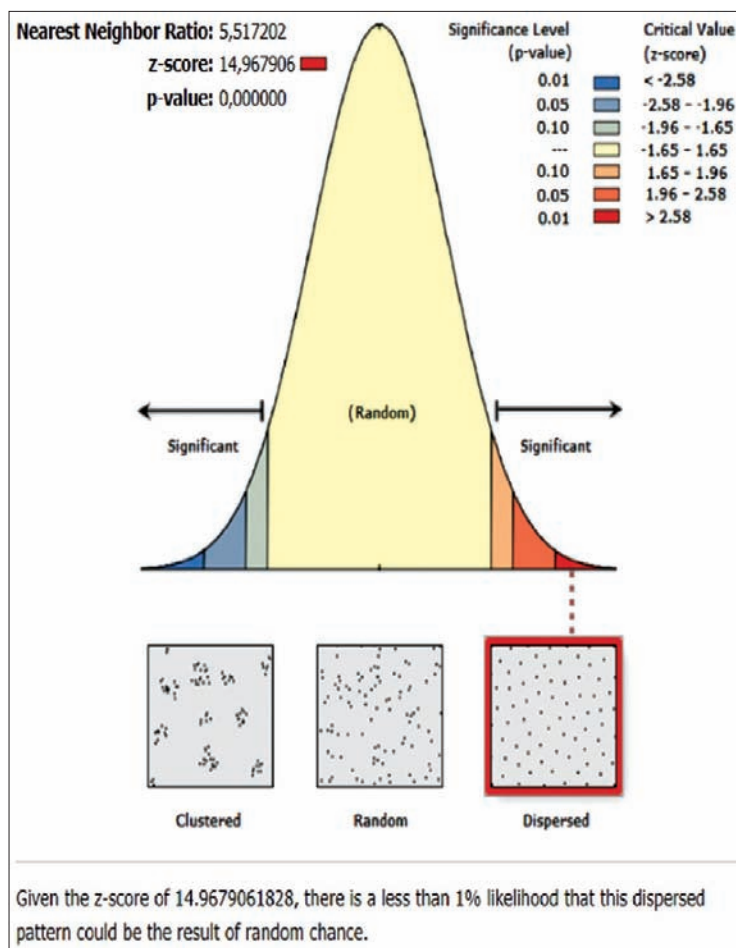 Nearest Neighbor Ratio: 5,517202
z-score: 14,967906
p-value: 0,000000
Significance Level
(p-value)
Critical Value
(z-score)
0.01 < -2.58
0.05 -2.58 - -1.96
0.10 -1.96 - -1.65
--- -1.65 - 1.65
0.10 1.65 - 1.96
0.05 1.96 - 2.58
0.01 > 2.58
(Random)
Significant
Significant
Clustered
Random
Dispersed
Given the z-score of 14.9679061828, there is a less than 1% likelihood that this dispersed
pattern could be the result of random chance.